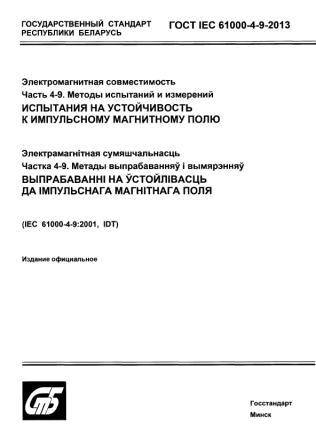 ГОСУДАРСТВЕННЫЙ СТАНДАРТ
РЕСПУБЛИКИ БЕЛАРУСЬ
ГОСТ IEC 61000-4-9-2013
Электромагнитная совместимость
Часть 4-9. Методы испытаний и измерений
ИСПЫТАНИЯ НА УСТОЙЧИВОСТЬ
К ИМПУЛЬСНОМУ МАГНИТНОМУ ПОЛЮ
Электрамагнітная сумяшчальнасць
Частка 4-9. Метады выпрабаванняў і вымярэнняў
ВЫПРАБАВАННІ НА ЎСТОЙЛІВАСЦЬ
ДА ІМПУЛЬСНАГА МАГНІТНАГА ПОЛЯ
(IEC 61000-4-9:2001, IDT)
Издание официальное
СТБ
Госстандарт
Минск